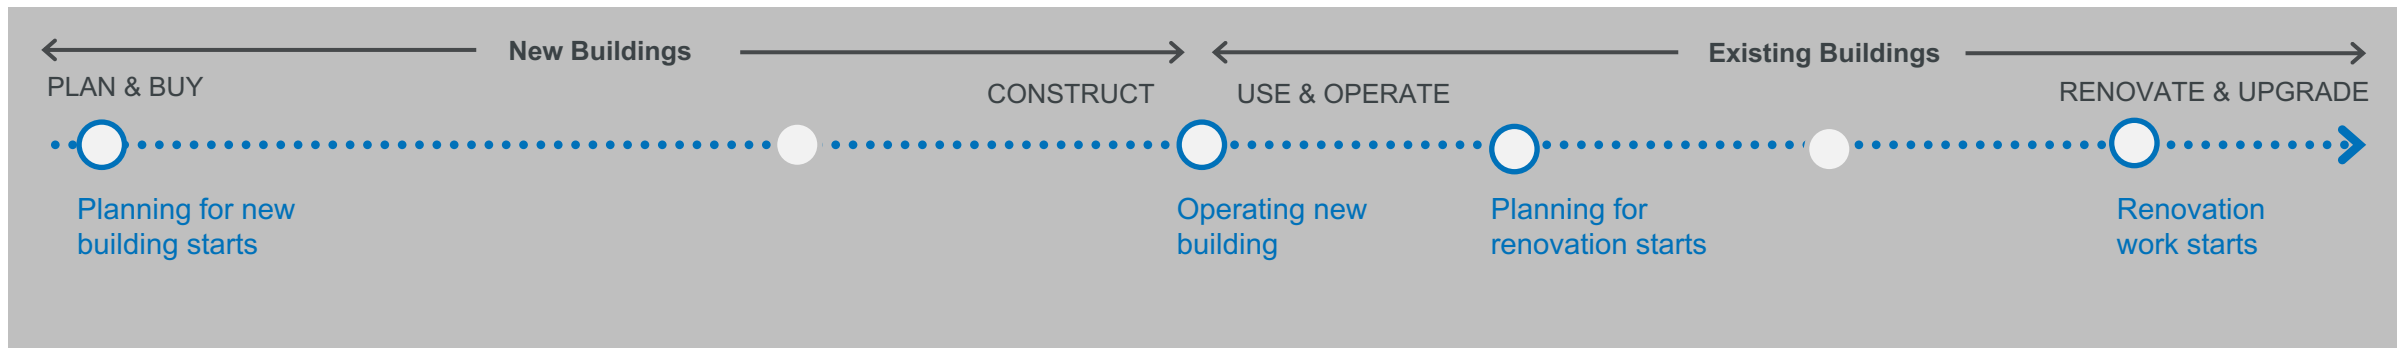 New Buildings
Existing Buildings
PLAN & BUY
CONSTRUCT
USE & OPERATE
RENOVATE & UPGRADE
Planning for new
building starts
Operating new
building
Planning for
renovation starts
Renovation
work starts